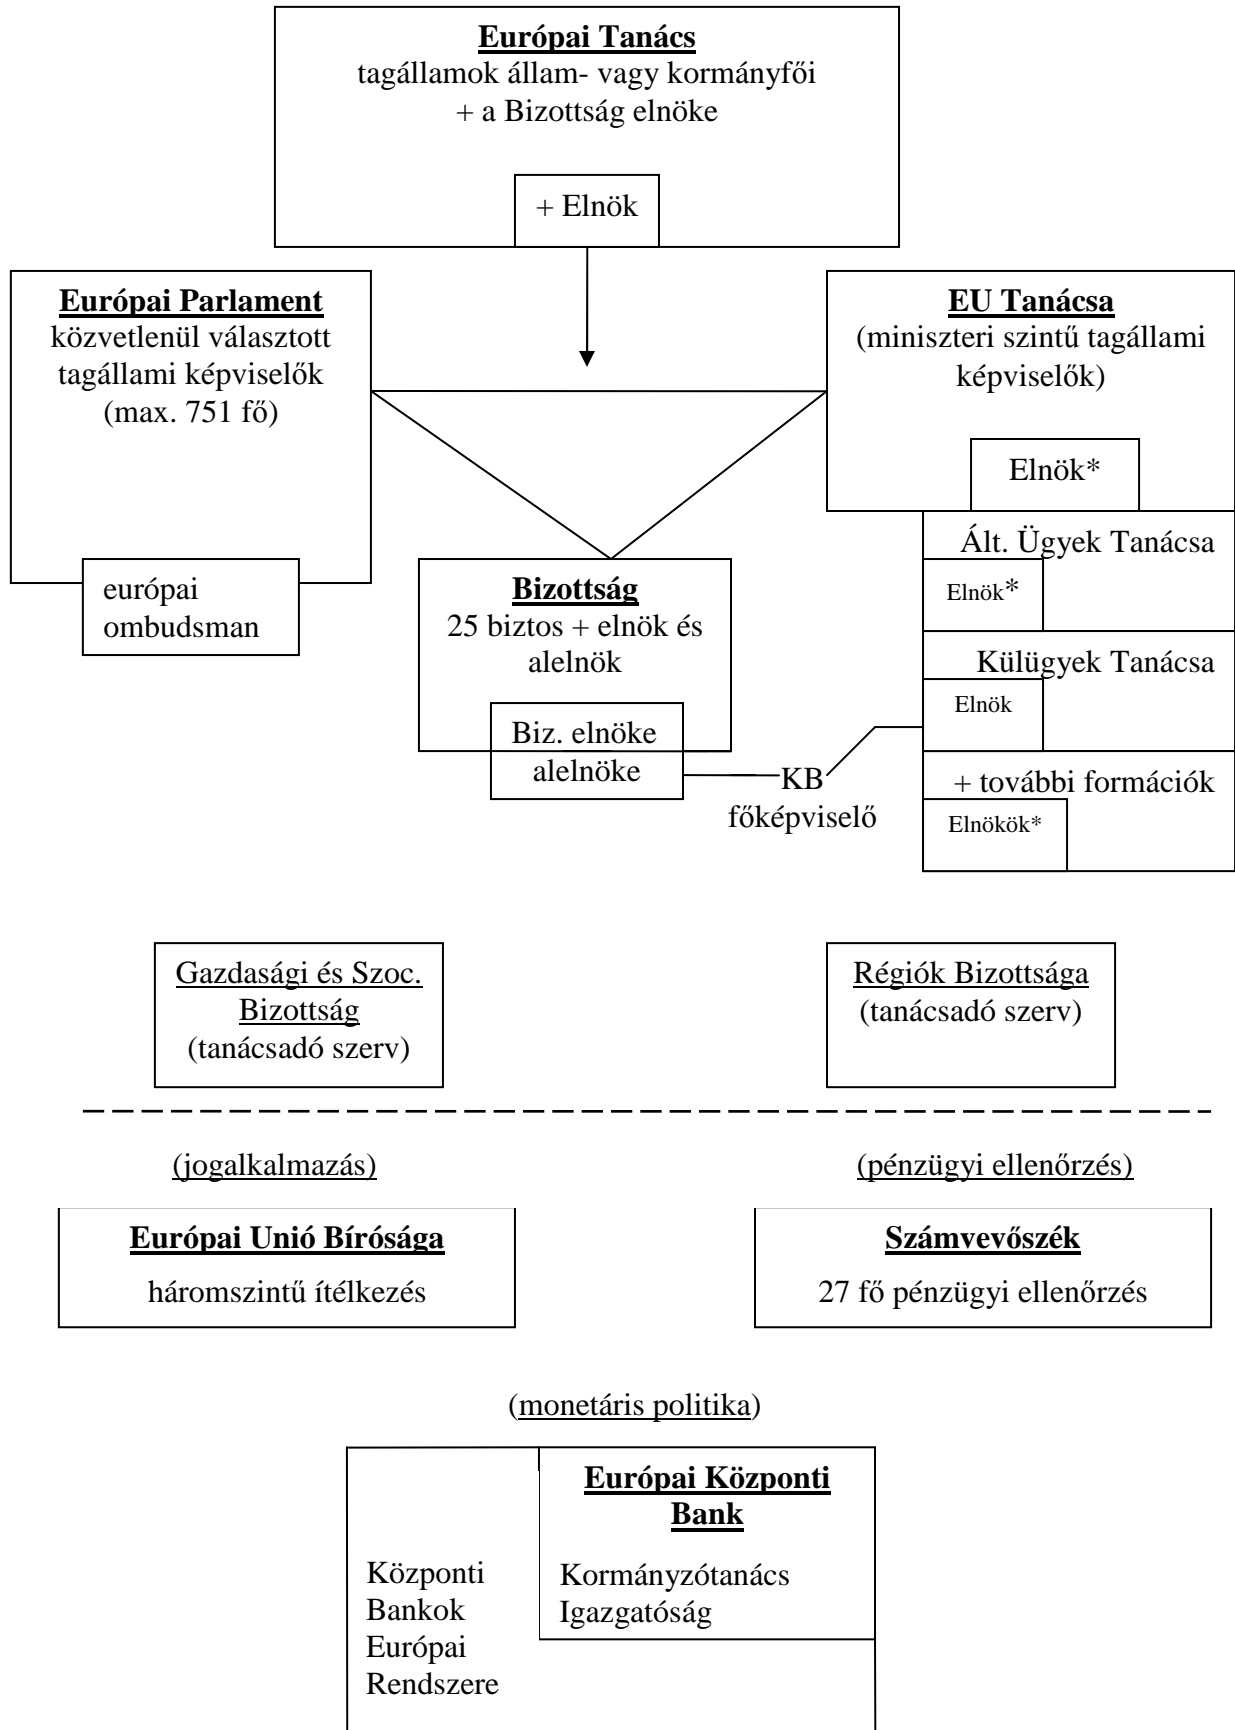 Európai Tanács
tagállamok állam- vagy kormányfői
+ a Bizottság elnöke
+ Elnök
Európai Parlament
közvetlenül választott
tagállami képviselők
(max. 751 fő)
európai
ombudsman
EU Tanácsa
(miniszteri szintű tagállami
képviselők)
Elnök*
Ált. Ügyek Tanácsa
Elnök*
Külügyek Tanácsa
Elnök
+ további formációk
Elnökök*
Bizottság
25 biztos + elnök és
alelnök
Biz. elnöke
alelnöke
KB
főképviselő
Gazdasági és Szoc.
Bizottság
(tanácsadó szerv)
Régiók Bizottsága
(tanácsadó szerv)
(jogalkalmazás)
(pénzügyi ellenőrzés)
Európai Unió Bírósága
háromszintű ítélkezés
Számvevőszék
27 fő pénzügyi ellenőrzés
(monetáris politika)
Európai Központi
Bank
Kormányzótanács
Igazgatóság
Központi
Bankok
Európai
Rendszere